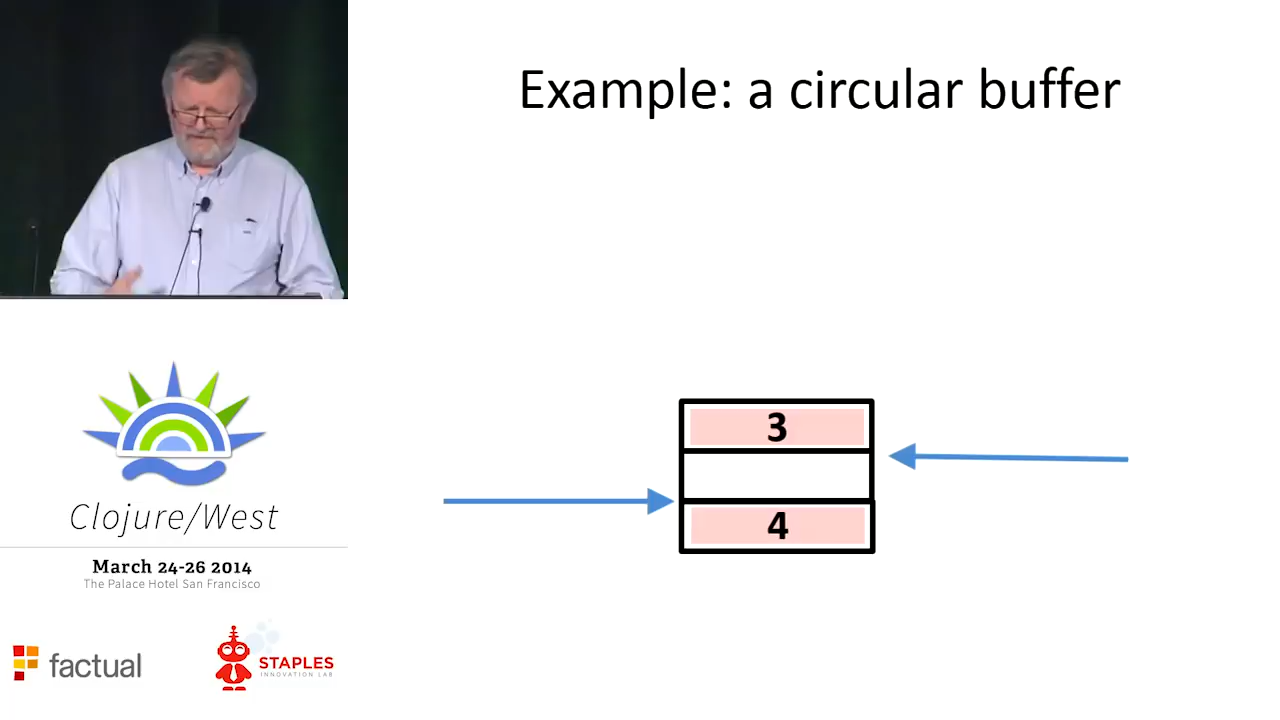 Example: a circular buffer
3
4
Clojure/West
March 24-26 2014
The Palace Hotel San Francisco
factual
STAPLES
INNOVATION LAB